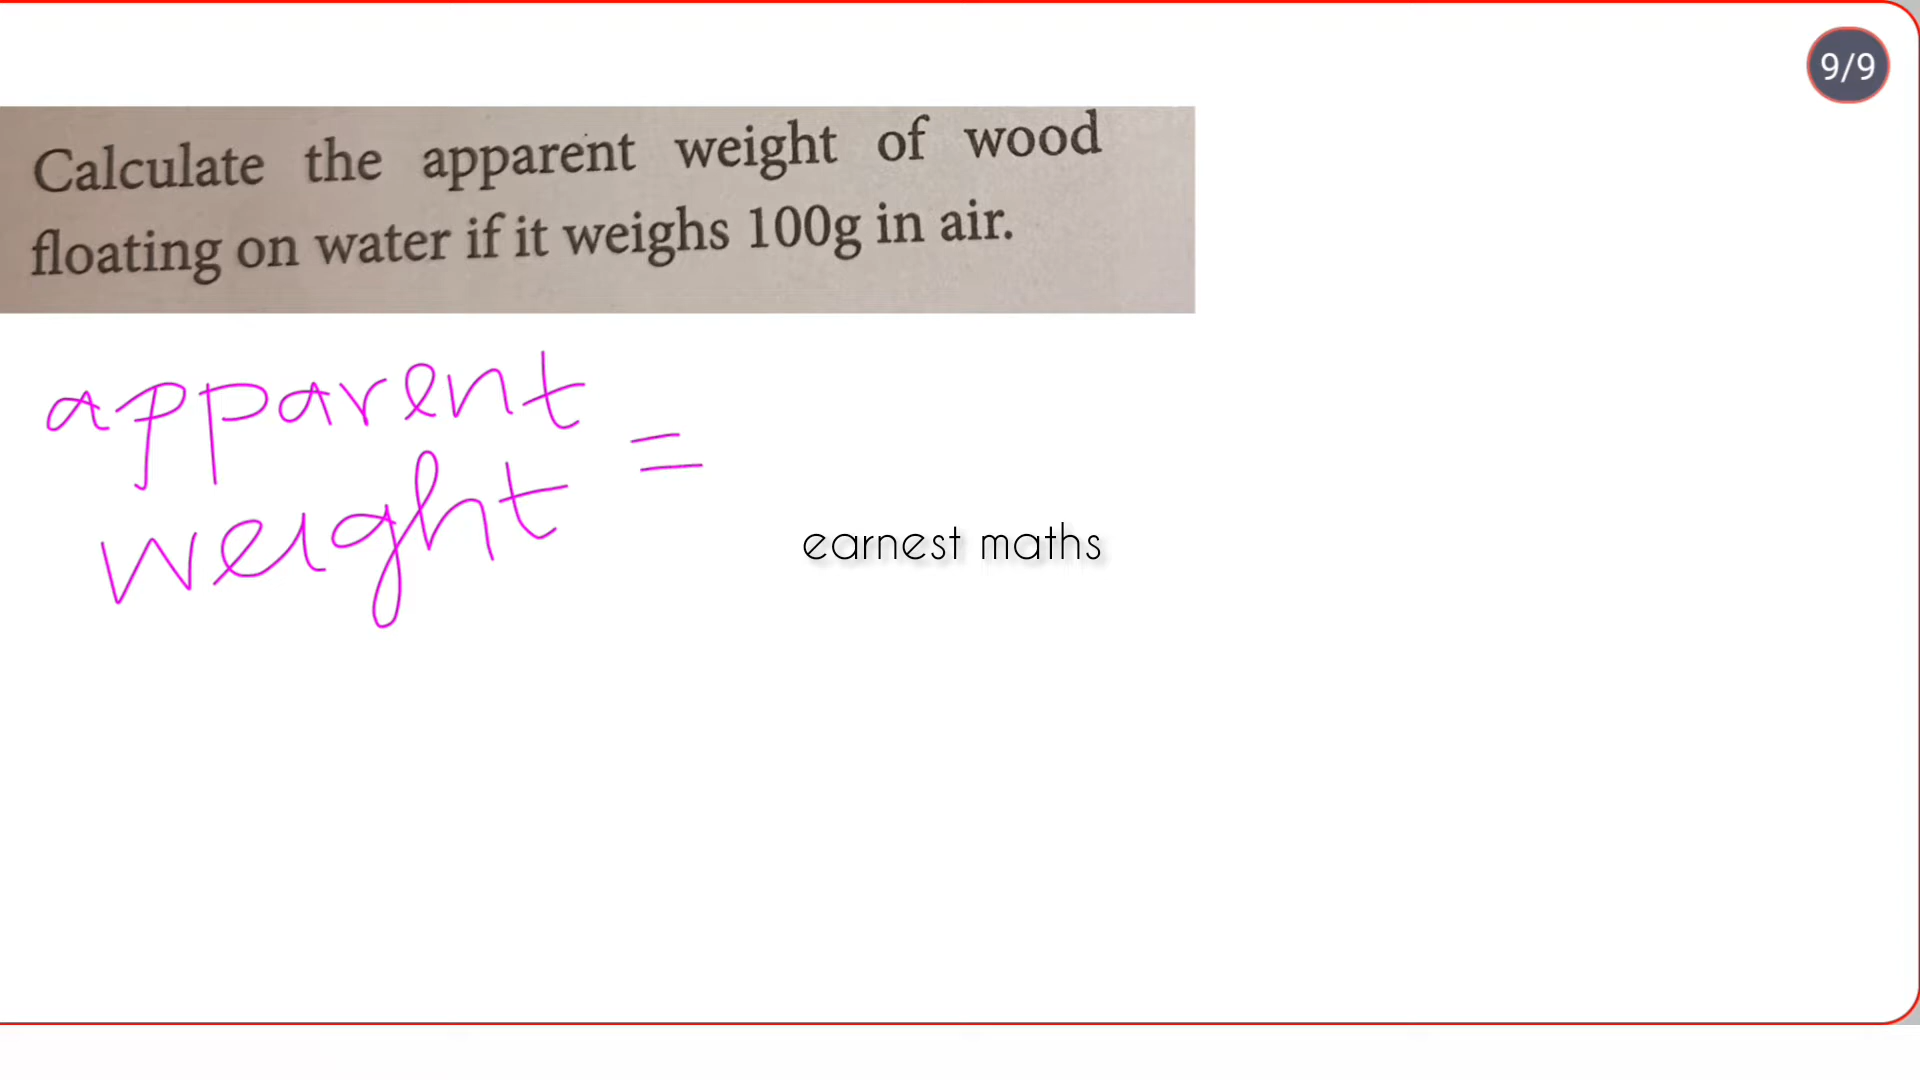 9/9
Calculate the apparent weight of wood
floating on water if it weighs 100g in air.
apparent
weight =
earnest maths